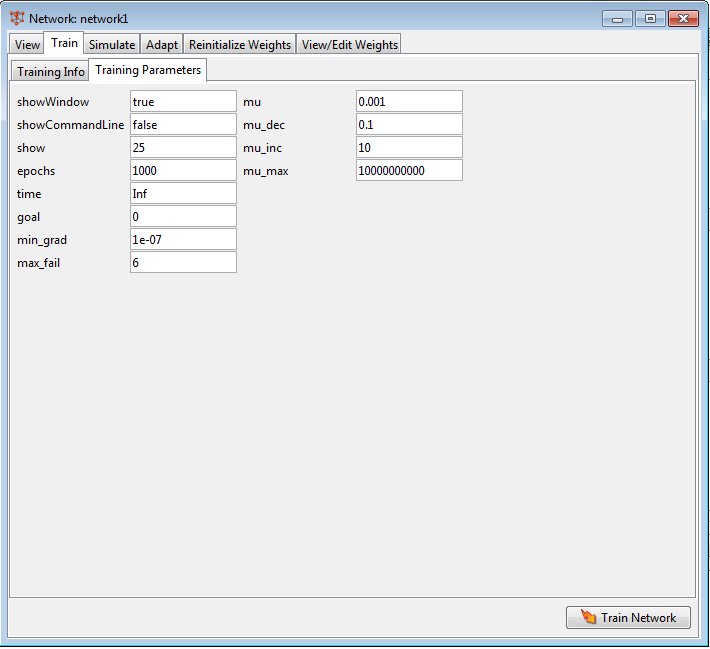 Network: network1
View Train Simulate Adapt Reinitialize Weights View/Edit Weights
Training Info Training Parameters
showWindow true mu 0.001
showCommandLine false mu_dec 0.1
show 25 mu_inc 10
epochs 1000 mu_max 10000000000
time Inf
goal 0
min_grad 1e-07
max_fail 6
Train Network